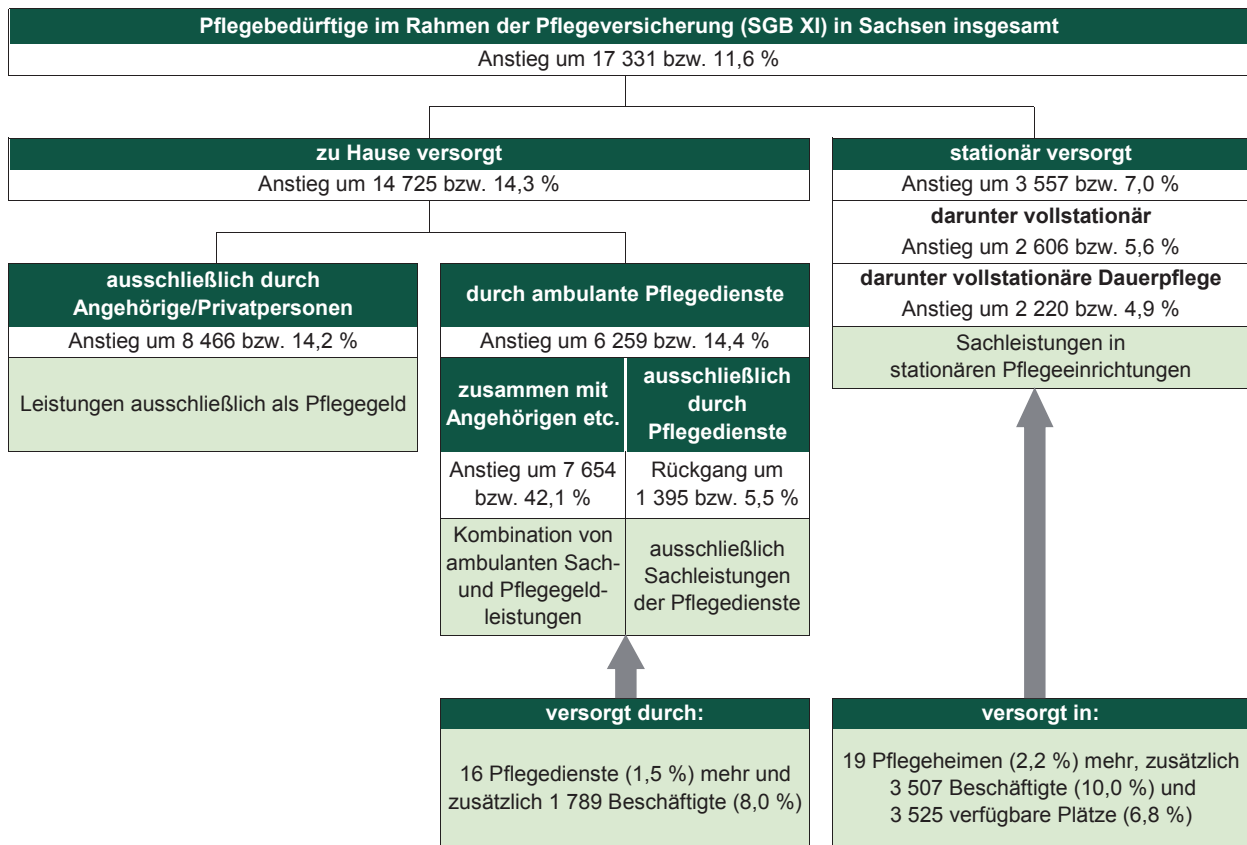 Pflegebedürftige im Rahmen der Pflegeversicherung (SGB XI) in Sachsen insgesamt
Anstieg um 17 331 bzw. 11,6 %
zu Hause versorgt
Anstieg um 14 725 bzw. 14,3 %
stationär versorgt
Anstieg um 3 557 bzw. 7,0 %
darunter vollstationär
Anstieg um 2 606 bzw. 5,6 %
darunter vollstationäre Dauerpflege
Anstieg um 2 220 bzw. 4,9 %
Sachleistungen in
stationären Pflegeeinrichtungen
ausschließlich durch
Angehörige/Privatpersonen
Anstieg um 8 466 bzw. 14,2 %
Leistungen ausschließlich als Pflegegeld
durch ambulante Pflegedienste
Anstieg um 6 259 bzw. 14,4 %
zusammen mit
Angehörigen etc.
Anstieg um 7 654
bzw. 42,1 %
Kombination von
ambulanten Sach-
und Pflegegeld-
leistungen
ausschließlich
durch
Pflegedienste
Rückgang um
1 395 bzw. 5,5 %
ausschließlich
Sachleistungen
der Pflegedienste
versorgt durch:
16 Pflegedienste (1,5 %) mehr und
zusätzlich 1 789 Beschäftigte (8,0 %)
versorgt in:
19 Pflegeheimen (2,2 %) mehr, zusätzlich
3 507 Beschäftigte (10,0 %) und
3 525 verfügbare Plätze (6,8 %)